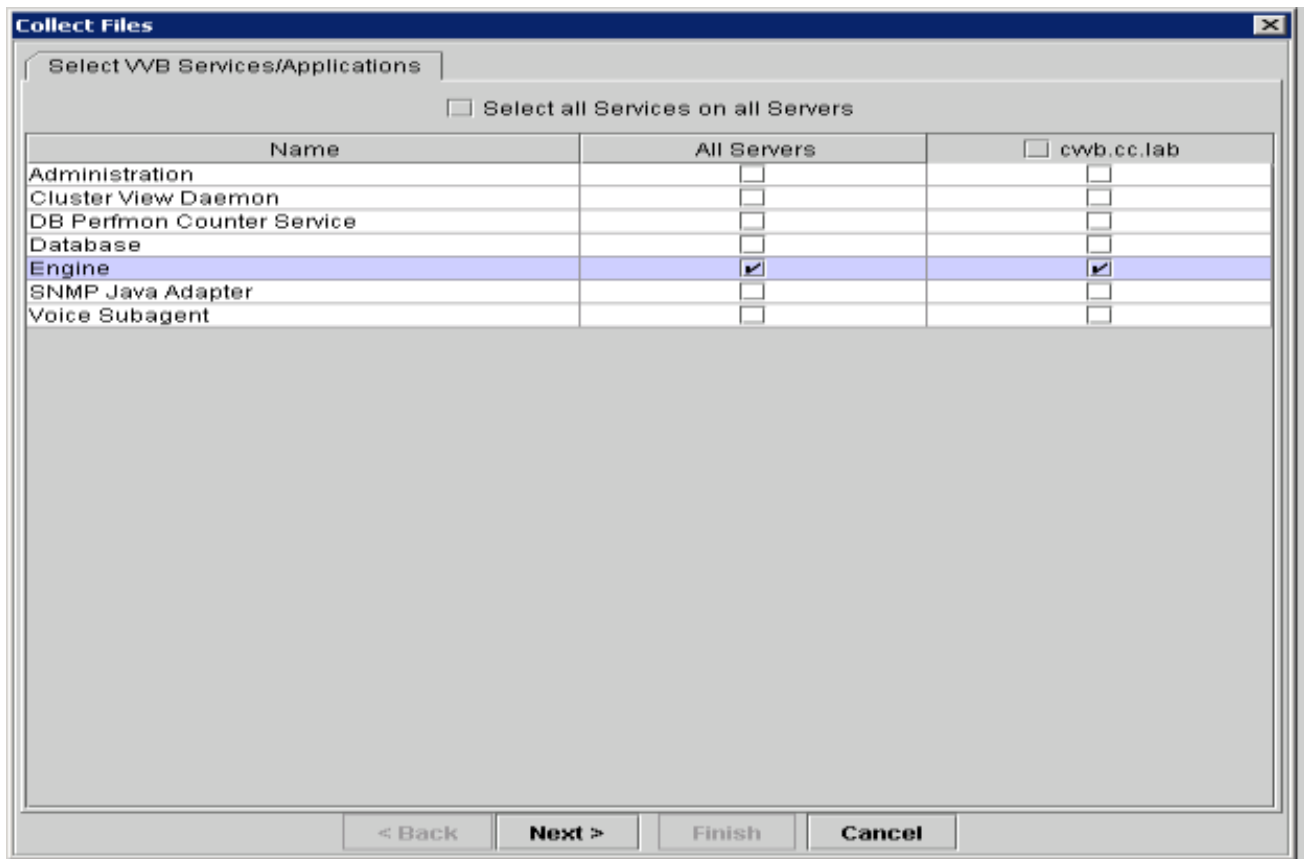 Collect Files
Select VVB Services/Applications
Select all Services on all Servers
Name All Servers cvvb.cc.lab
Administration
Cluster View Daemon
DB Perfmon Counter Service
Database
Engine
SNMP Java Adapter
Voice Subagent
< Back Next > Finish Cancel